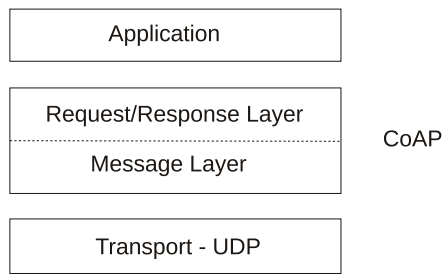 Application
Request/Response Layer
CoAP
Message Layer
Transport - UDP